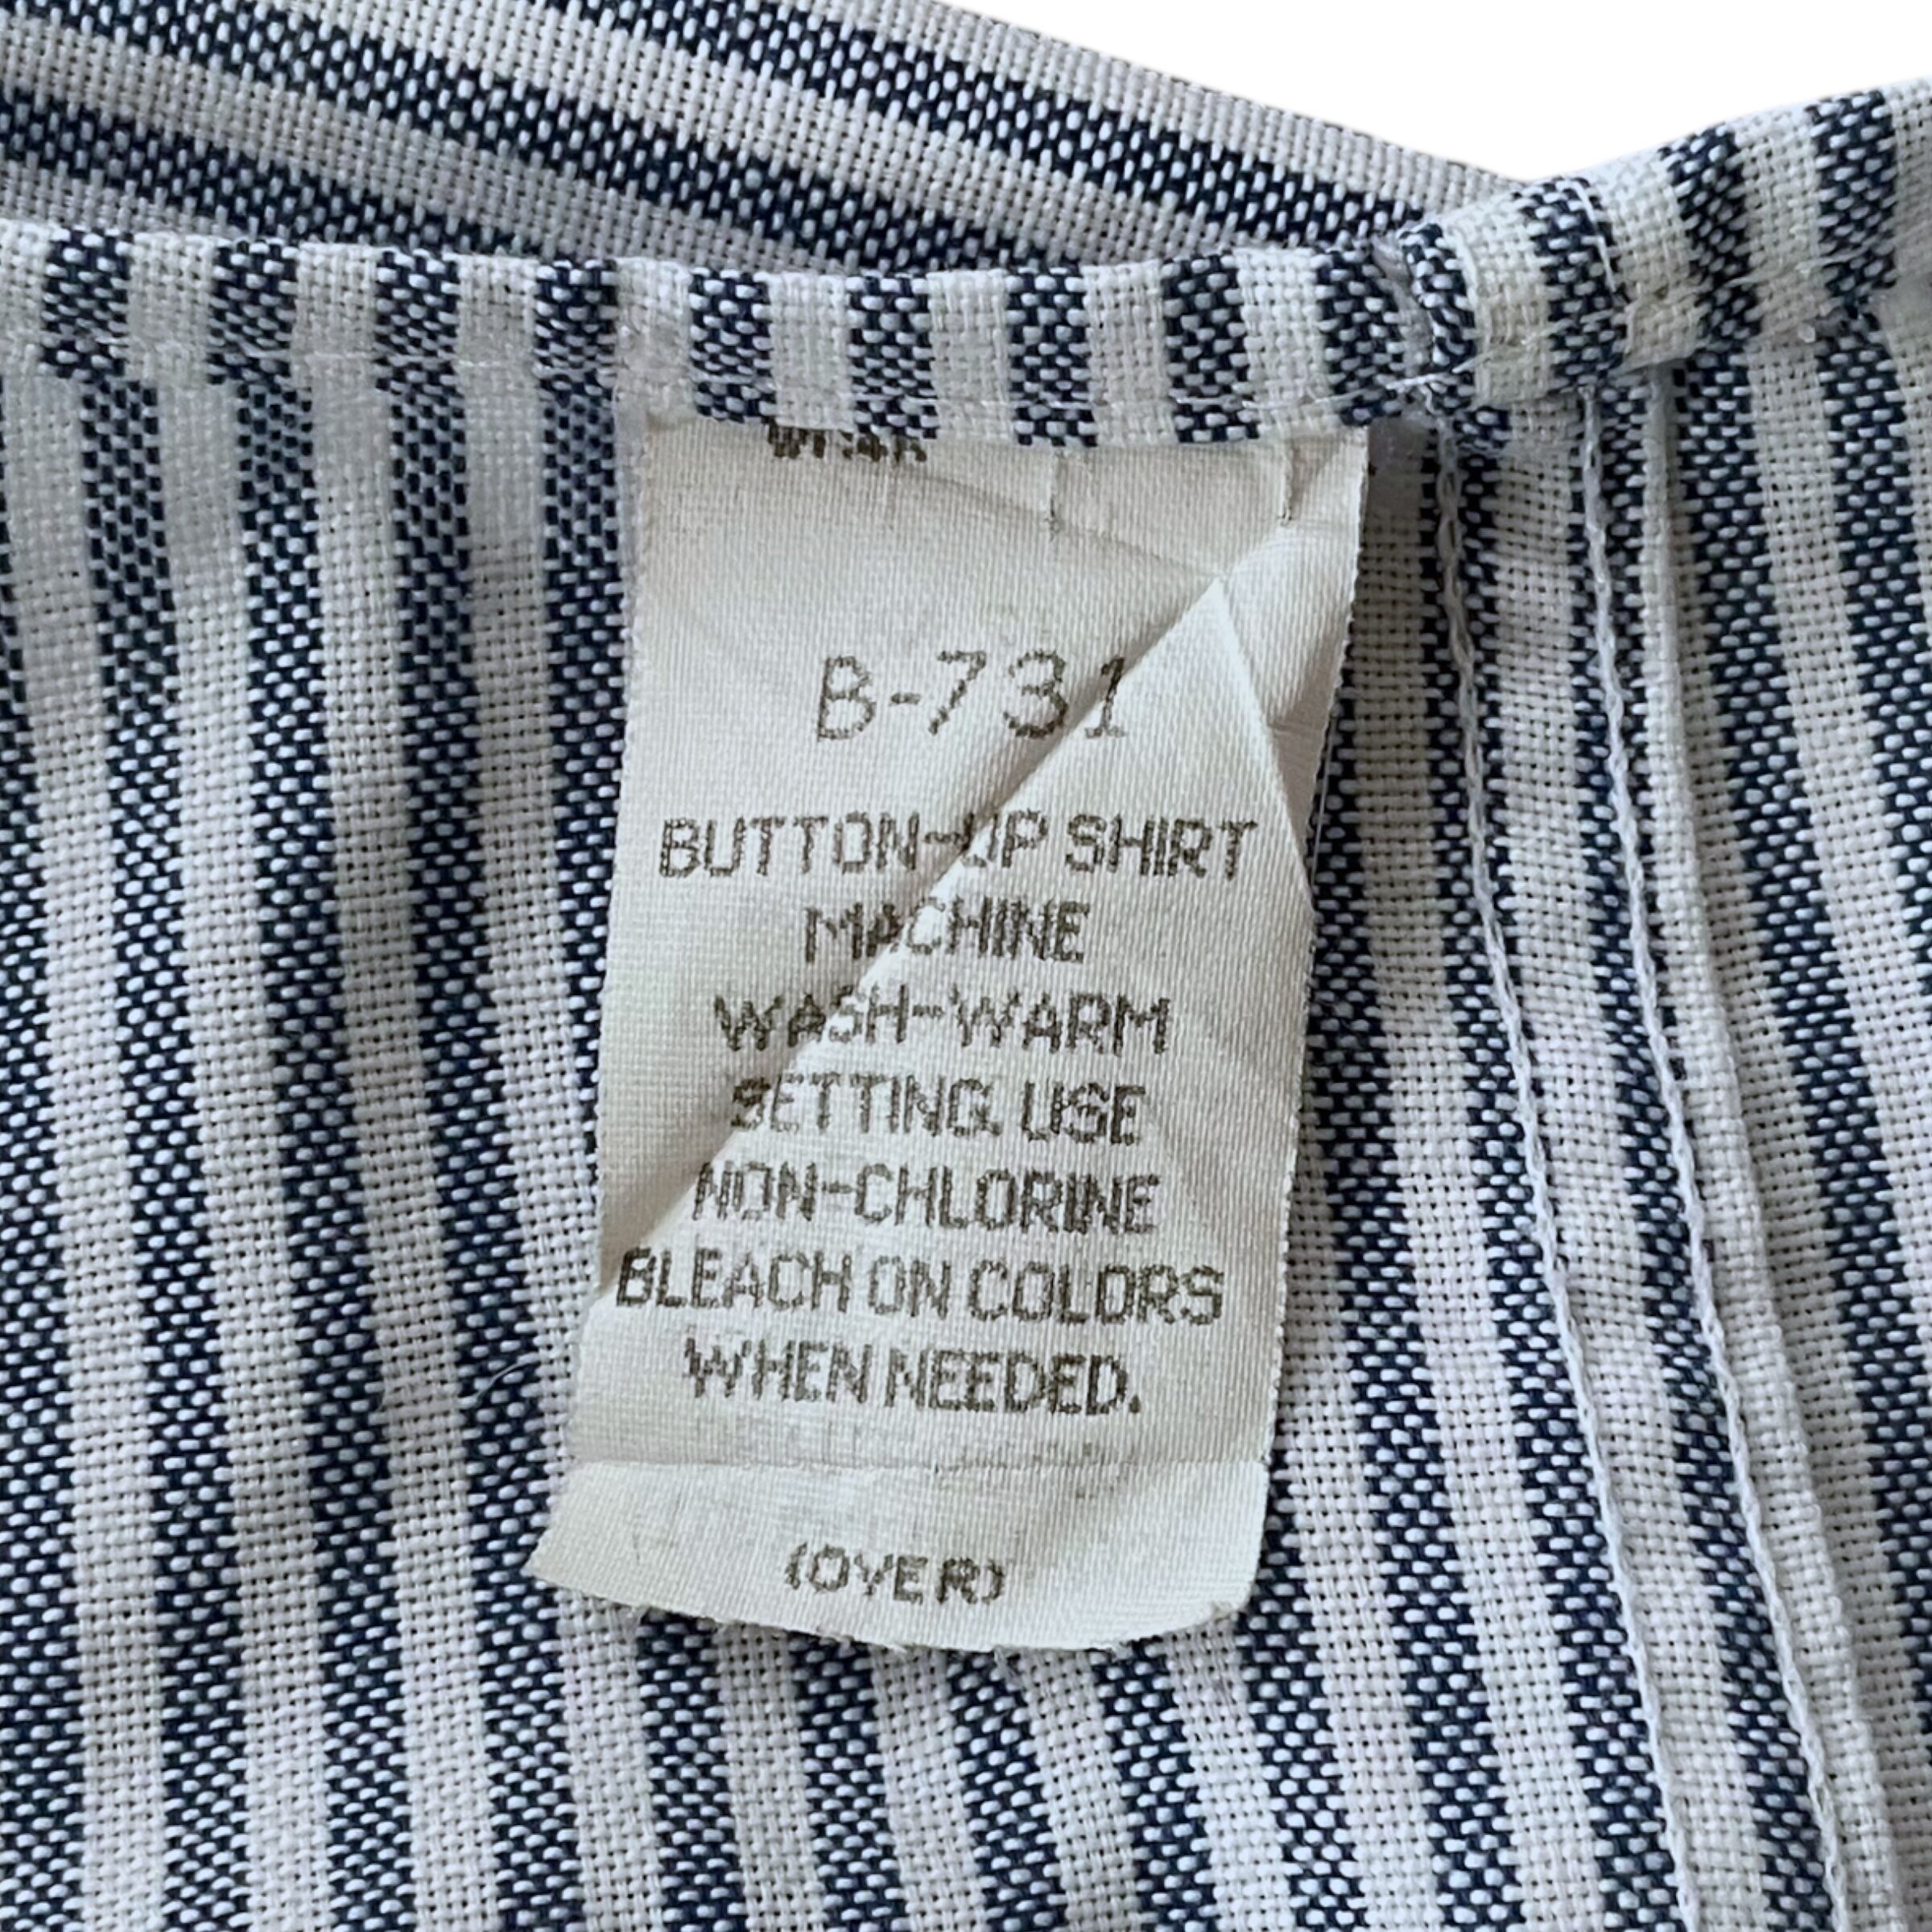 B-731
BUTTON-UP SHIRT
MACHINE
WASH-WARM
SETTING. USE
NON-CHLORINE
BLEACH ON COLORS
WHEN NEEDED.
(OVER)